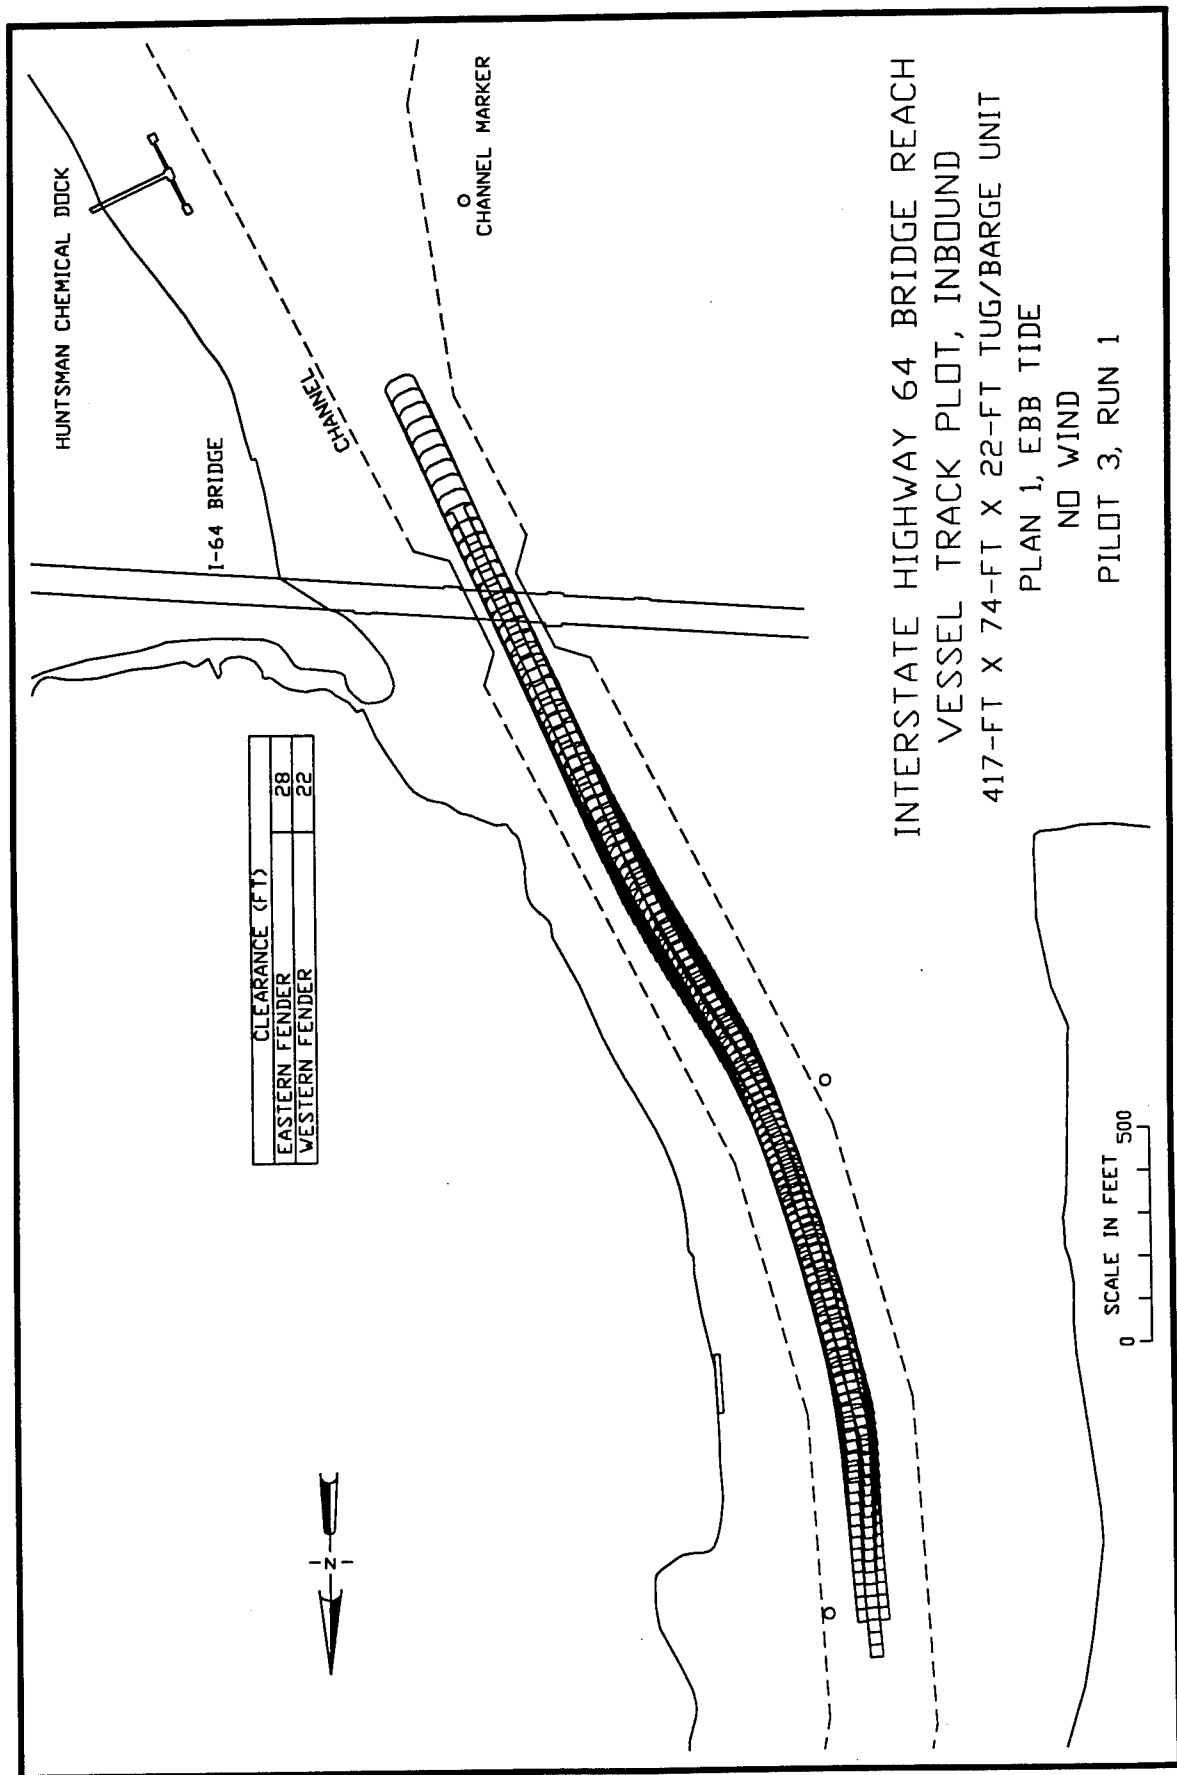 HUNTSMAN CHEMICAL DOCK
I-64 BRIDGE
CHANNEL
CHANNEL MARKER
CLEARANCE (FT)
EASTERN FENDER 28
WESTERN FENDER 22
N
SCALE IN FEET
0 500
INTERSTATE HIGHWAY 64 BRIDGE REACH
VESSEL TRACK PLOT, INBOUND
417-FT X 74-FT X 22-FT TUG/BARGE UNIT
PLAN 1, EBB TIDE
NO WIND
PILOT 3, RUN 1